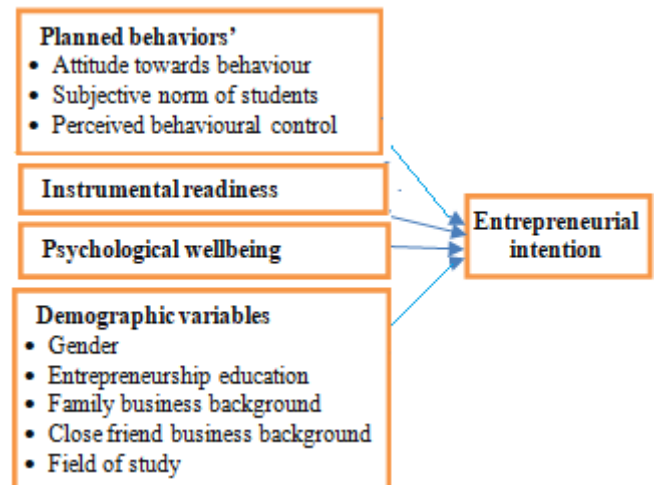 Planned behaviors’
• Attitude towards behaviour
• Subjective norm of students
• Perceived behavioural control
Instrumental readiness
Psychological wellbeing
Demographic variables
• Gender
• Entrepreneurship education
• Family business background
• Close friend business background
• Field of study
Entrepreneurial
intention